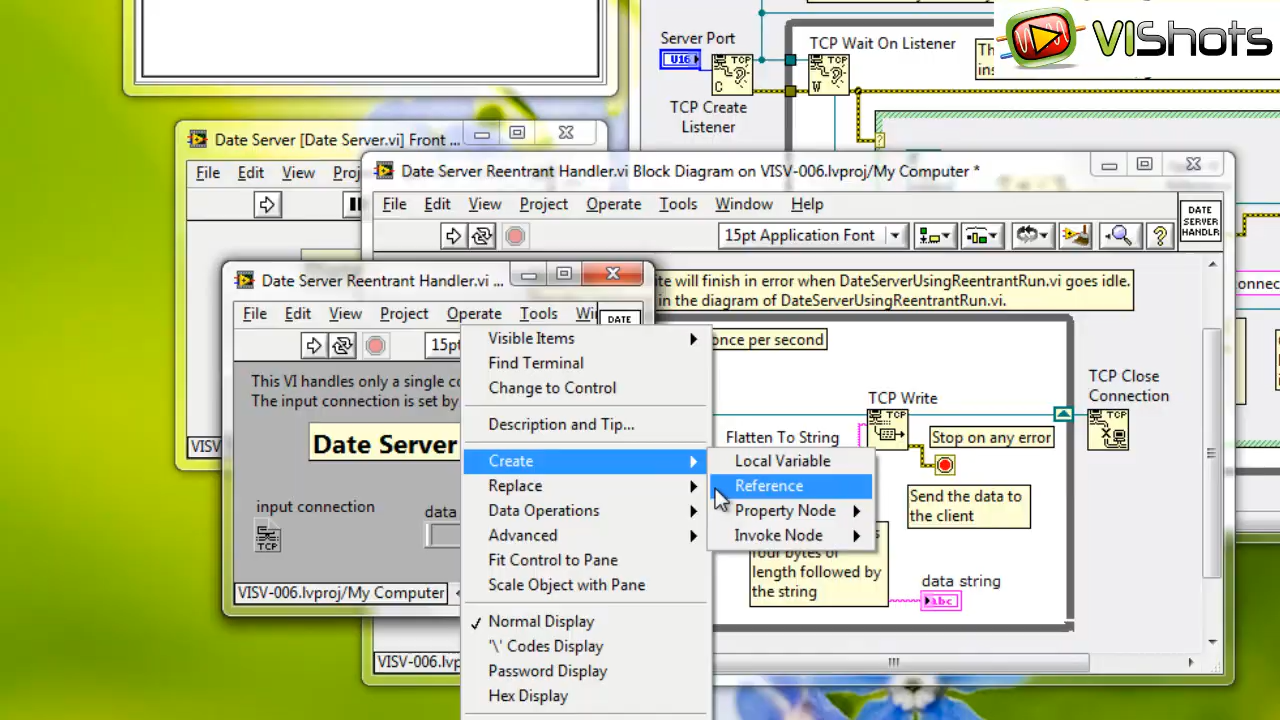 Server Port
U16
TCP
C
TCP Create
Listener
TCP Wait On Listener
TCP
W
VIShots
Date Server [Date Server.vi] Front ...
File Edit View
Date Server Reentrant Handler.vi Block Diagram on VISV-006.lvproj/My Computer *
File Edit View Project Operate Tools Window Help
15pt Application Font
DATE
SERVER
HANDLR
will finish in error when DateServerUsingReentrantRun.vi goes idle.
in the diagram of DateServerUsingReentrantRun.vi.
once per second
TCP Write
TCP
Flatten To String
Stop on any error
Send the data to
the client
four bytes of
length followed by
the string
data string
abc
TCP Close
Connection
TCP
Date Server Reentrant Handler.vi ...
File Edit View Project Operate Tools
DATE
This VI handles only a single
The input connection is set by
Date Server
input connection
TCP
data
VISV-006.lvproj/My Computer
Visible Items
Find Terminal
Change to Control
Description and Tip...
Create
Replace
Data Operations
Advanced
Fit Control to Pane
Scale Object with Pane
Normal Display
'\' Codes Display
Password Display
Hex Display
Local Variable
Reference
Property Node
Invoke Node